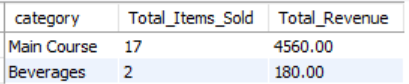 category Total_Items_Sold Total_Revenue
Main Course 17 4560.00
Beverages 2 180.00